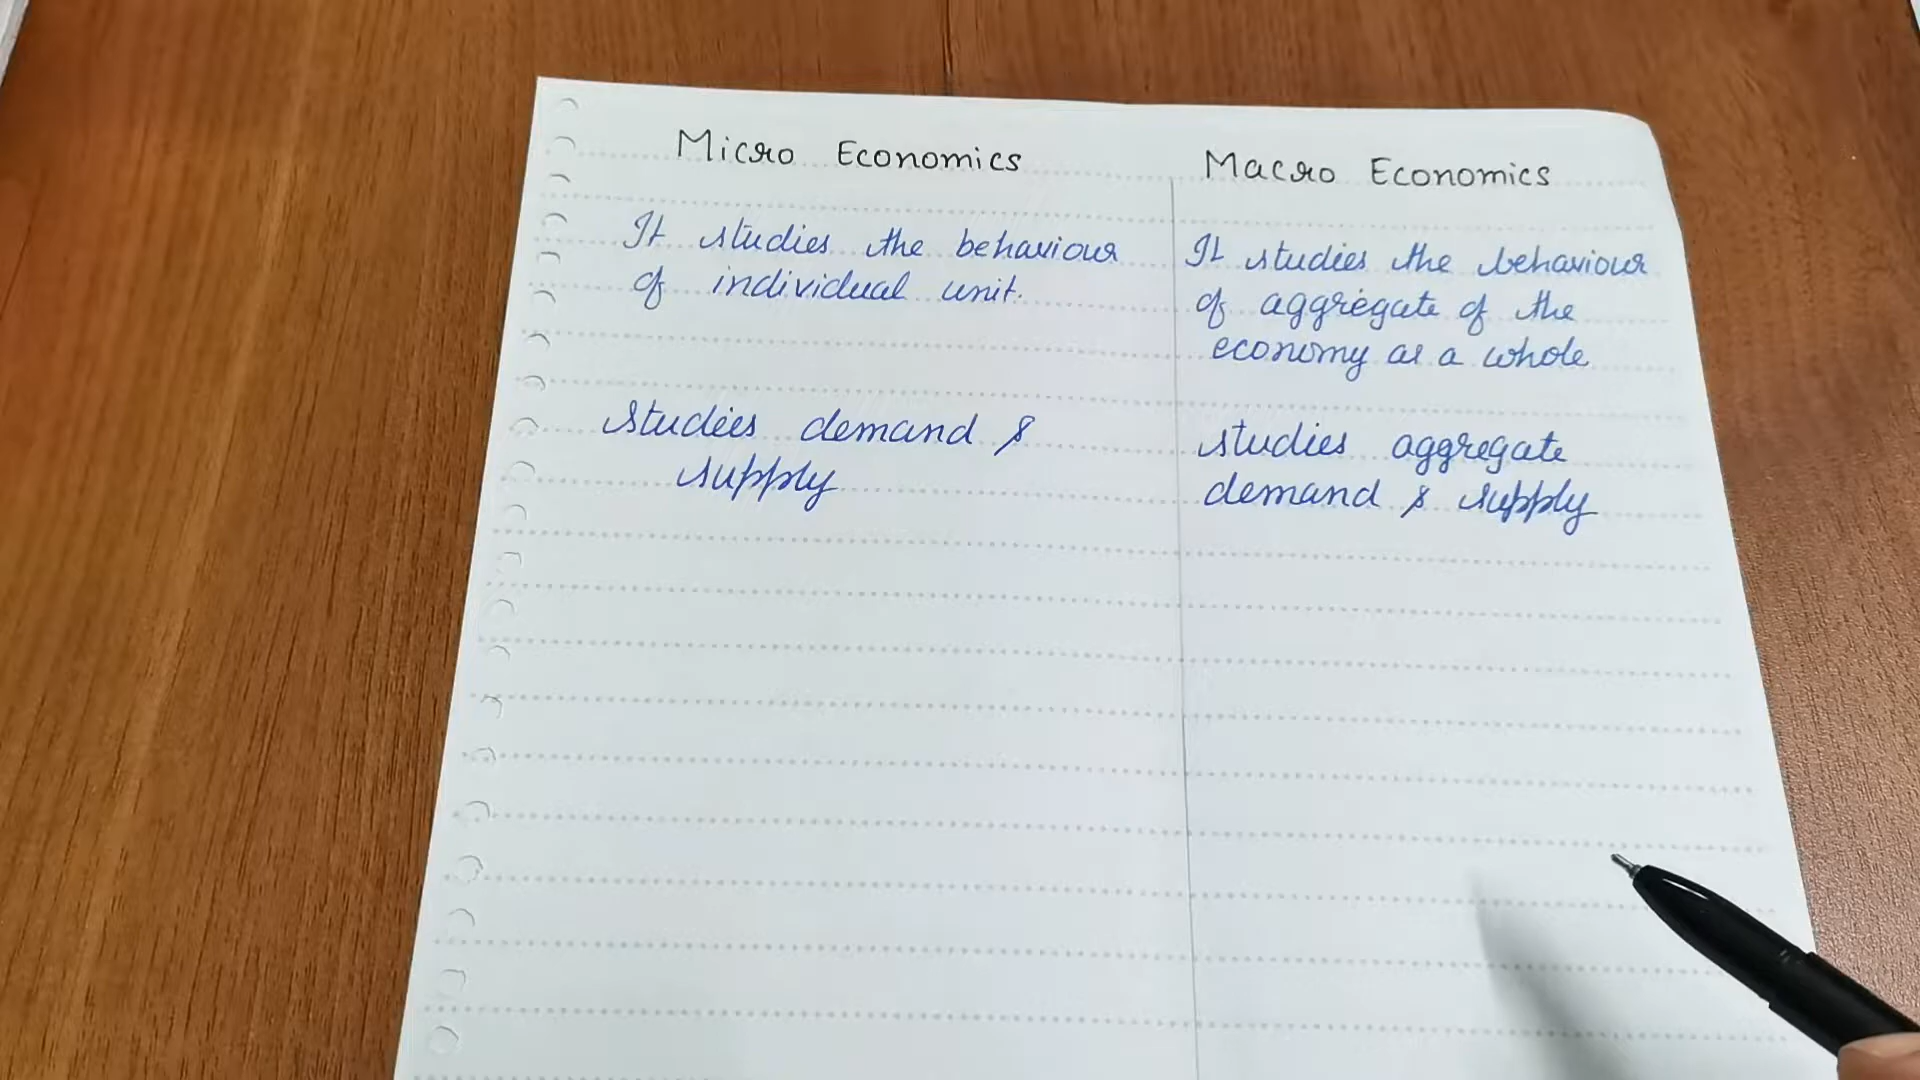 Micro Economics
It studies the behaviour
of individual unit.
studies demand &
supply
Macro Economics
It studies the behaviour
of aggregate of the
economy as a whole
studies aggregate
demand & supply